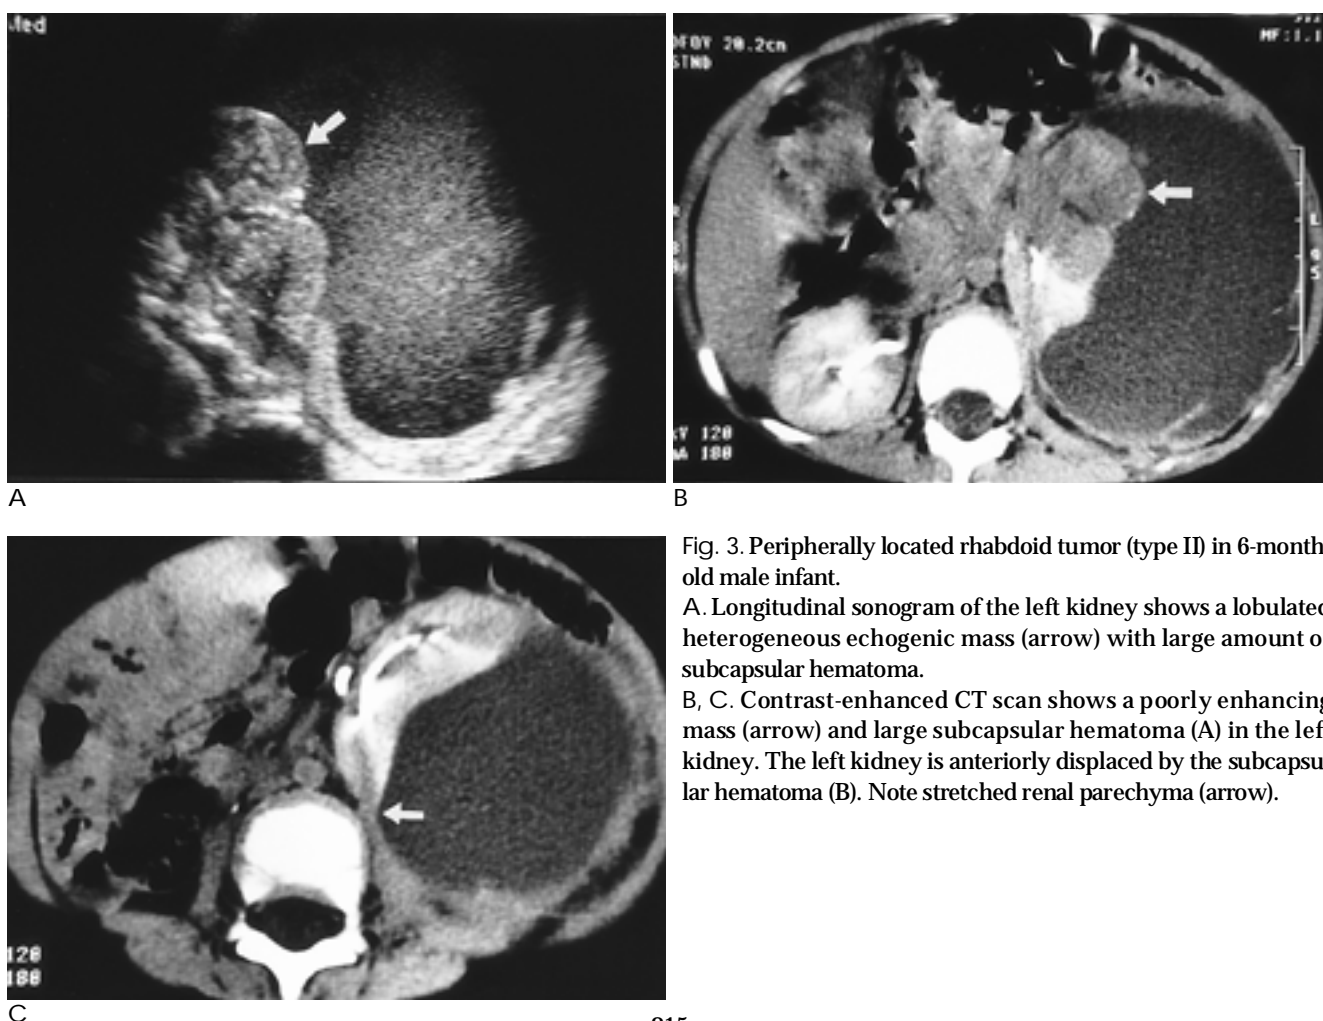 Med
DFOV 20.2cm
STND
MF:1.1
L
kV 120
mA 180
A
B
120
180
C
Fig. 3. Peripherally located rhabdoid tumor (type II) in 6-month
old male infant.
A. Longitudinal sonogram of the left kidney shows a lobulated
heterogeneous echogenic mass (arrow) with large amount o
subcapsular hematoma.
B, C. Contrast-enhanced CT scan shows a poorly enhancing
mass (arrow) and large subcapsular hematoma (A) in the lef
kidney. The left kidney is anteriorly displaced by the subcapsu
lar hematoma (B). Note stretched renal parechyma (arrow).